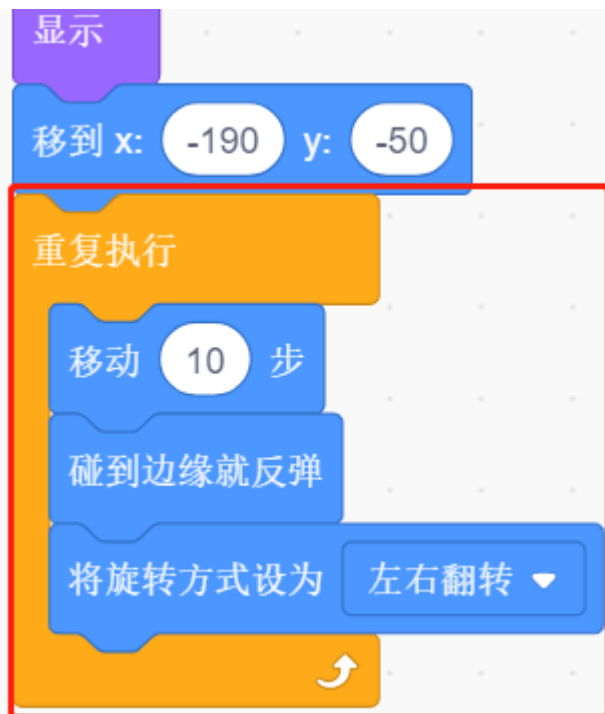 显示
移到 x: -190 y: -50
重复执行
移动 10 步
碰到边缘就反弹
将旋转方式设为 左右翻转